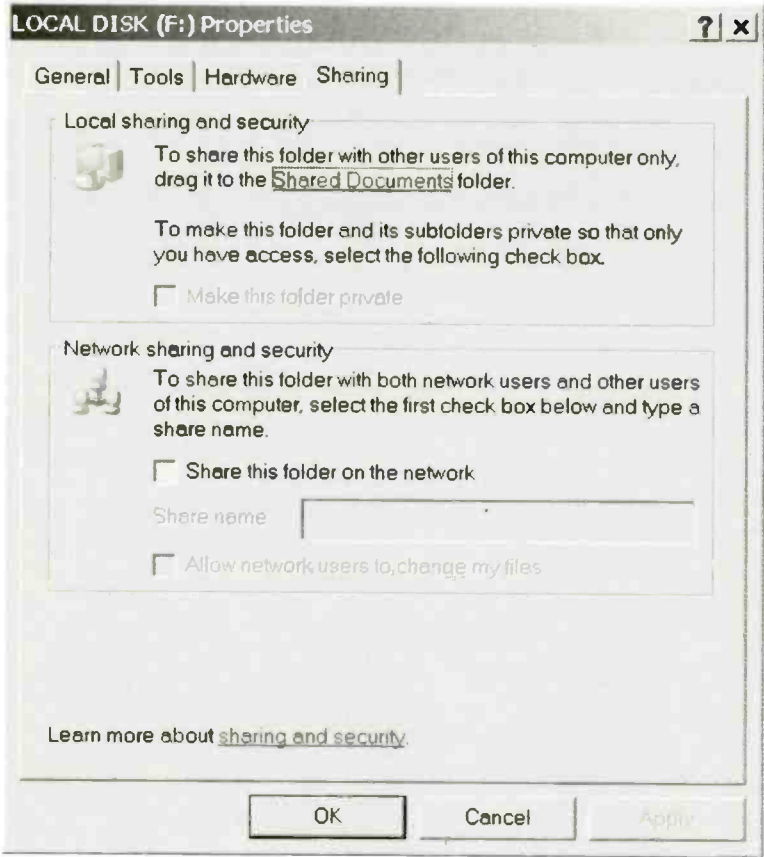 LOCAL DISK (F:) Properties ? x
General Tools Hardware Sharing
Local sharing and security
To share this folder with other users of this computer only,
drag it to the Shared Documents folder.
To make this folder and its subfolders private so that only
you have access, select the following check box.
Make this folder private
Network sharing and security
To share this folder with both network users and other users
of this computer, select the first check box below and type a
share name.
Share this folder on the network
Share name
Allow network users to change my files
Learn more about sharing and security.
OK Cancel Apply